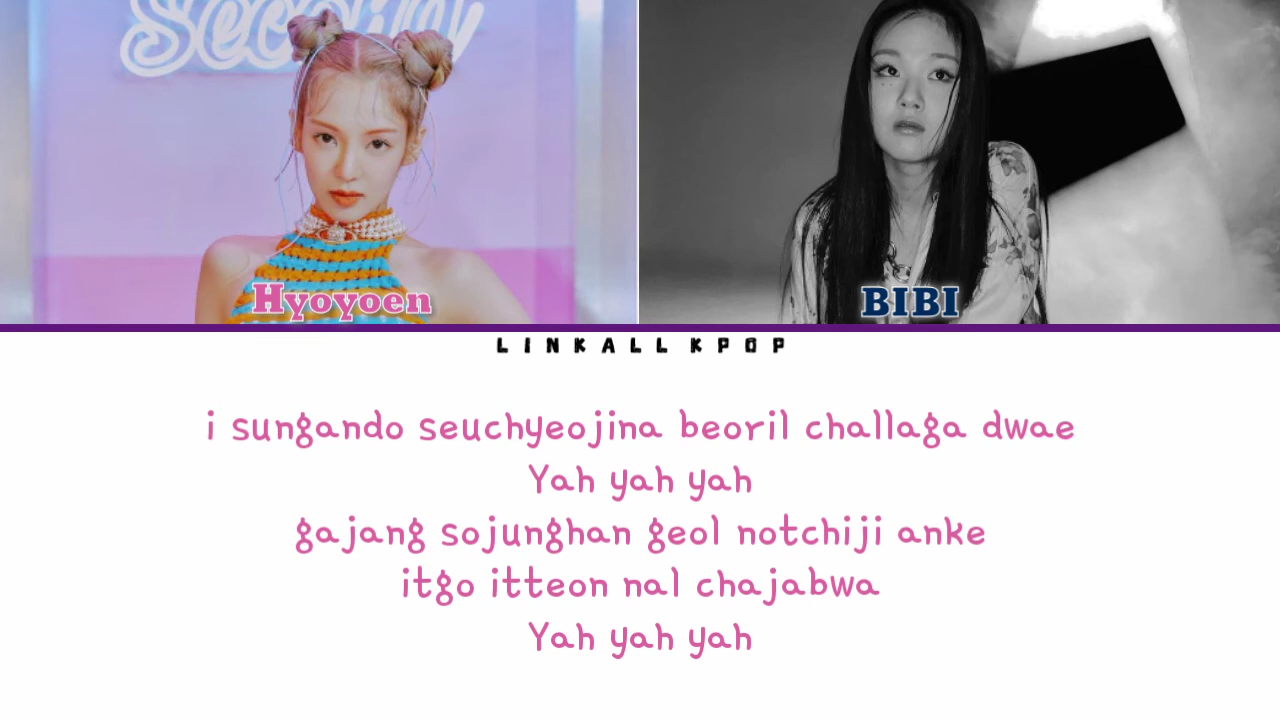 Second
Hyoyoen
BIBI
LINKALL KPOP
i sungando seuchyeojina beoril challaga dwae
Yah yah yah
gajang sojunghan geol notchiji anke
itgo itteon nal chajabwa
Yah yah yah